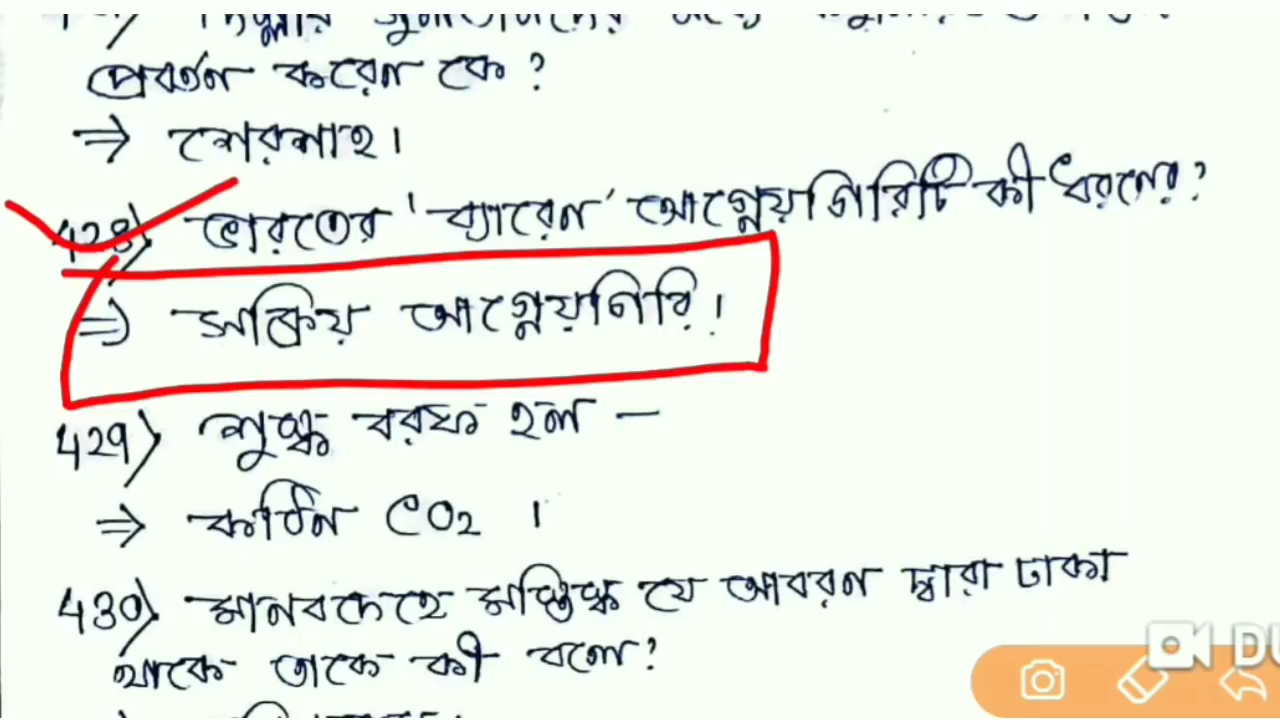 প্রবর্তন করেন কে ?
⇒ শেরশাহ।
428) ভারতের 'ব্যারেন' আগ্নেয়গিরিটি কী ধরণের?
⇒ সক্রিয় আগ্নেয়গিরি।
429) শুষ্ক বরফ হল —
⇒ কঠিন CO₂ ।
430) মানবদেহে মস্তিষ্ক যে আবরণ দ্বারা ঢাকা
থাকে তাকে কী বলে?